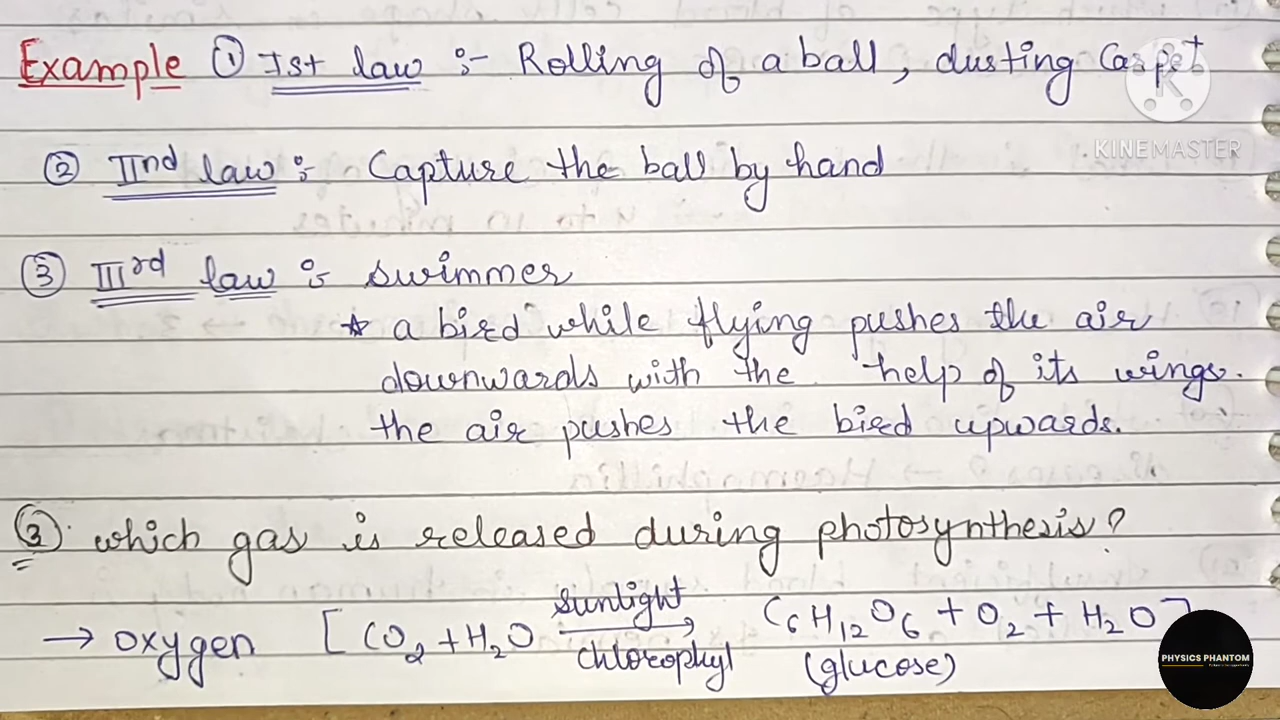 Example ① Ist law :- Rolling of a ball, dusting Carpet
KINEMASTER
② IInd law :- Capture the ball by hand
③ IIIrd law :- swimmer
* a bird while flying pushes the air
downwards with the help of its wings.
the air pushes the bird upwards.
③. which gas is released during photosynthesis?
→ oxygen [CO₂ + H₂O sunlight→ chlorophyl C₆H₁₂O₆ + O₂ + H₂O]
(glucose)
PHYSICS PHANTOM